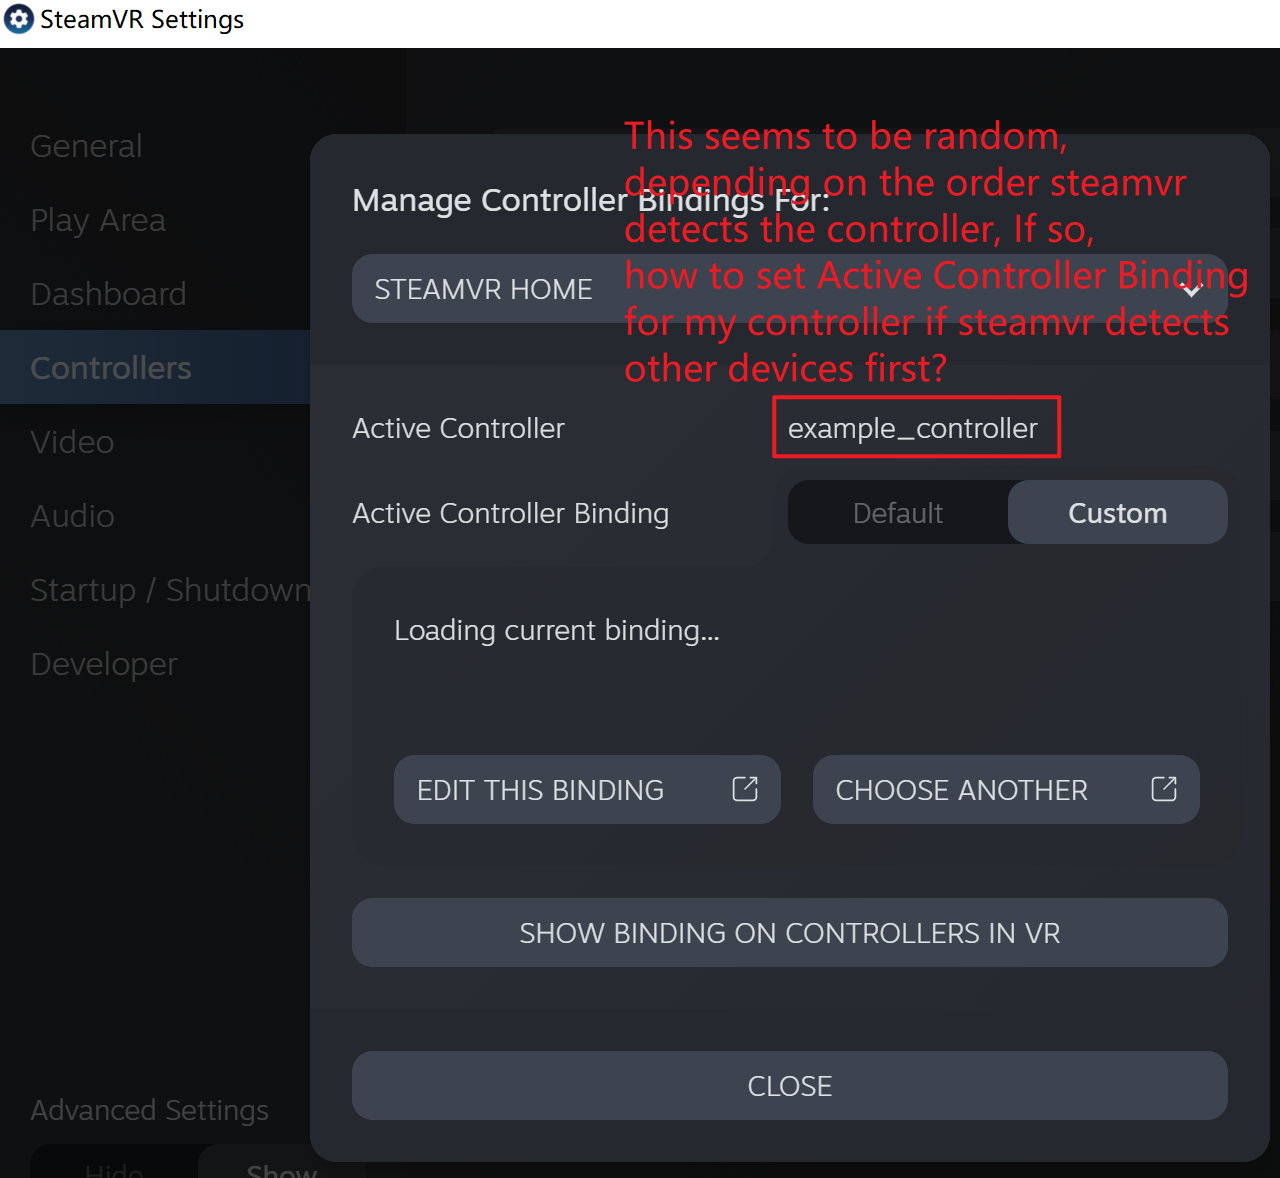 SteamVR Settings
General
Play Area
Dashboard
Controllers
Video
Audio
Startup / Shutdown
Developer
Advanced Settings
Hide
Show
This seems to be random,
depending on the order steamvr
detects the controller, If so,
how to set Active Controller Binding
for my controller if steamvr detects
other devices first?
Manage Controller Bindings For:
STEAMVR HOME
Active Controller
example_controller
Active Controller Binding
Default
Custom
Loading current binding...
EDIT THIS BINDING
CHOOSE ANOTHER
SHOW BINDING ON CONTROLLERS IN VR
CLOSE